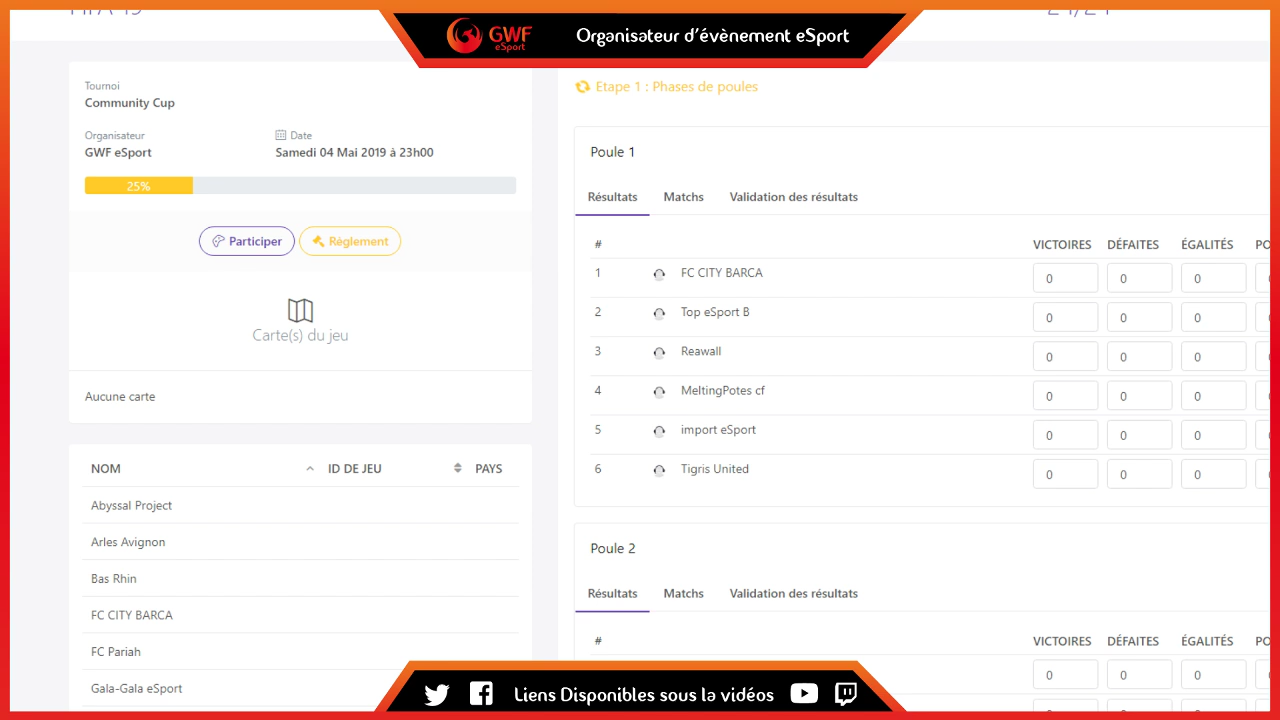 GWF
eSport
Organisateur d'évènement eSport
Tournoi
Community Cup
Organisateur
Date
GWF eSport
Samedi 04 Mai 2019 à 23h00
25%
Participer
Règlement
Carte(s) du jeu
Aucune carte
NOM
ID DE JEU
PAYS
Abyssal Project
Arles Avignon
Bas Rhin
FC CITY BARCA
FC Pariah
Gala-Gala eSport
Etape 1 : Phases de poules
Poule 1
Résultats Matchs Validation des résultats
# VICTOIRES DÉFAITES ÉGALITÉS PO
1 FC CITY BARCA 0 0 0
2 Top eSport B 0 0 0
3 Reawall 0 0 0
4 MeltingPotes cf 0 0 0
5 import eSport 0 0 0
6 Tigris United 0 0 0
Poule 2
Résultats Matchs Validation des résultats
# VICTOIRES DÉFAITES ÉGALITÉS PO
0 0 0
Liens Disponibles sous la vidéos